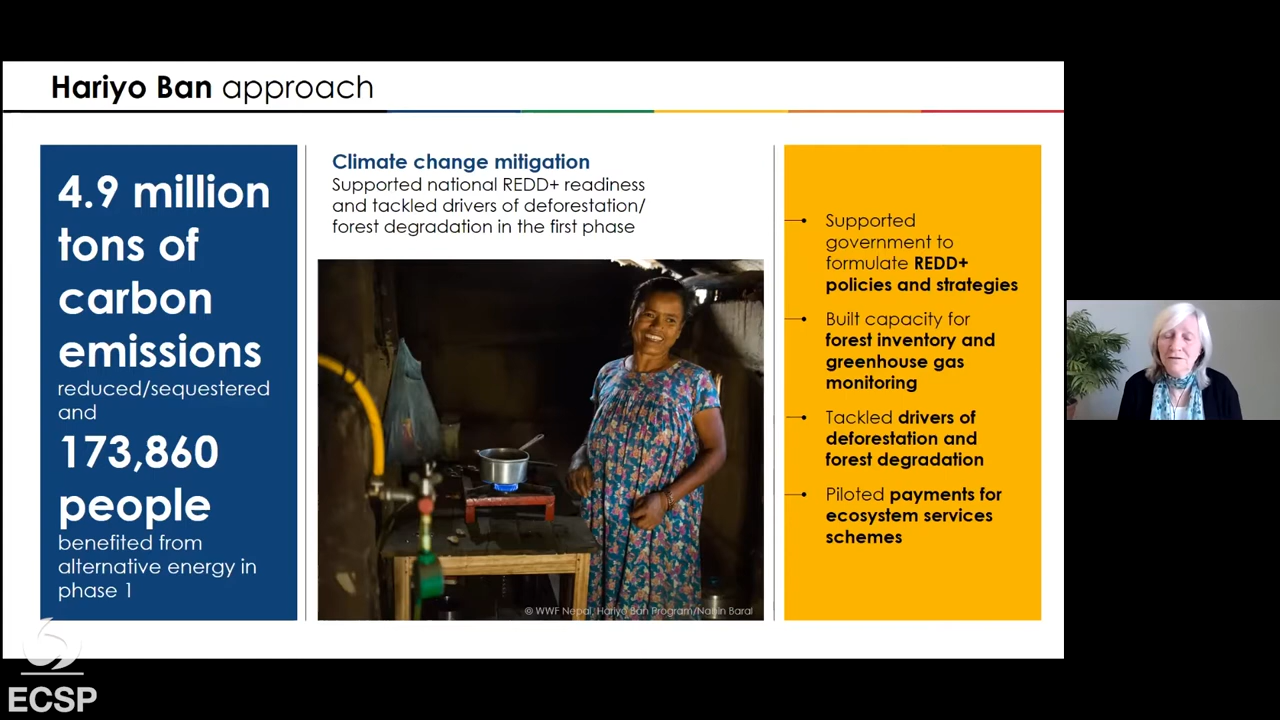 Hariyo Ban approach
4.9 million
tons of
carbon
emissions
reduced/sequestered
and
173,860
people
benefited from
alternative energy in
phase 1
Climate change mitigation
Supported national REDD+ readiness
and tackled drivers of deforestation/
forest degradation in the first phase
© WWF Nepal, Hariyo Ban Program/Nabin Baral
Supported
government to
formulate REDD+
policies and strategies
Built capacity for
forest inventory and
greenhouse gas
monitoring
Tackled drivers of
deforestation and
forest degradation
Piloted payments for
ecosystem services
schemes
ECSP